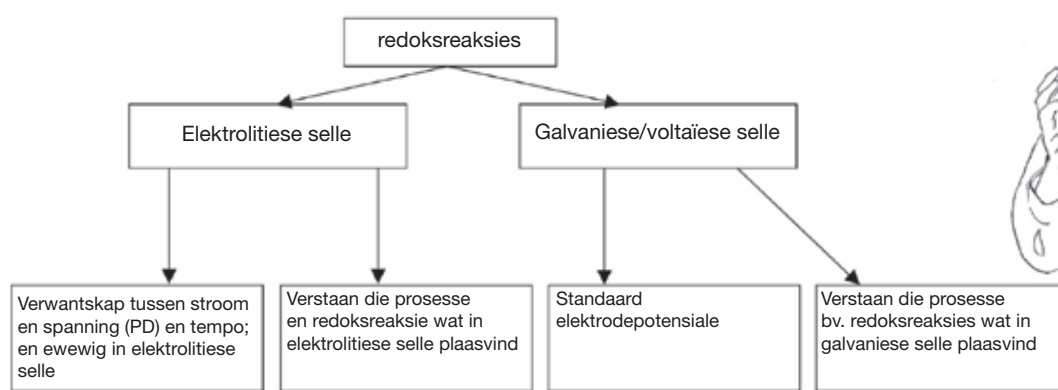 redoksreaksies
Elektrolitiese selle
Galvaniese/voltaïese selle
Verwantskap tussen stroom
en spanning (PD) en tempo;
en ewewig in elektrolitiese
selle
Verstaan die prosesse
en redoksreaksie wat in
elektrolitiese selle plaasvind
Standaard
elektrodepotensiale
Verstaan die prosesse
bv. redoksreaksies wat in
galvaniese selle plaasvind